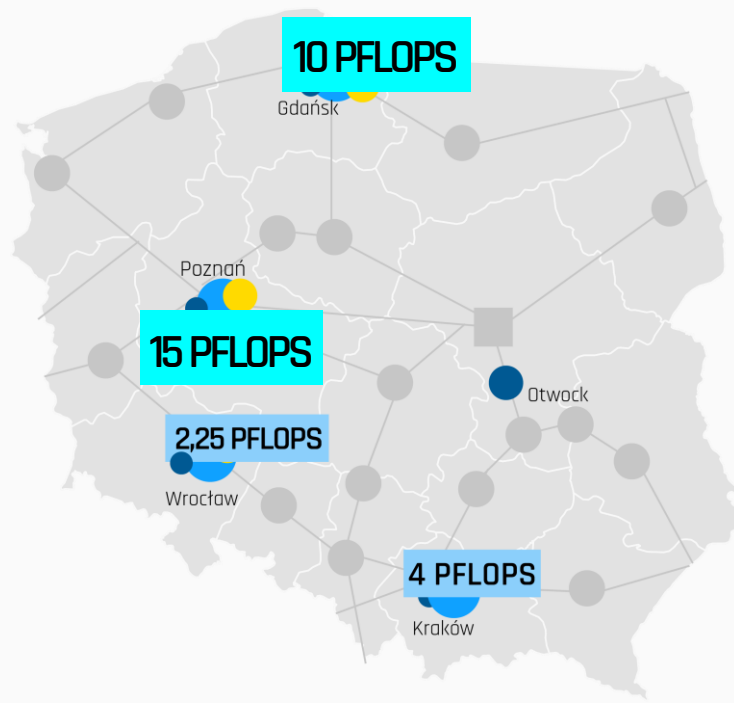 10 PFLOPS
Gdańsk
Poznań
15 PFLOPS
Otwock
2,25 PFLOPS
Wrocław
4 PFLOPS
Kraków